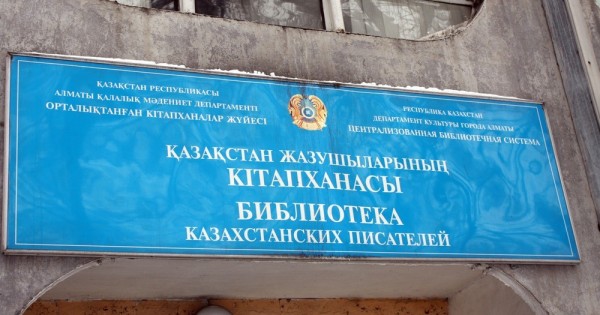 ҚАЗАҚСТАН РЕСПУБЛИКАСЫ
АЛМАТЫ ҚАЛАЛЫҚ МӘДЕНИЕТ ДЕПАРТАМЕНТІ
ОРТАЛЫҚТАНҒАН КІТАПХАНАЛАР ЖҮЙЕСІ
РЕСПУБЛИКА КАЗАХСТАН
ДЕПАРТАМЕНТ КУЛЬТУРЫ ГОРОДА АЛМАТЫ
ЦЕНТРАЛИЗОВАННАЯ БИБЛИОТЕЧНАЯ СИСТЕМА
ҚАЗАҚСТАН ЖАЗУШЫЛАРЫНЫҢ
КІТАПХАНАСЫ
БИБЛИОТЕКА
КАЗАХСТАНСКИХ ПИСАТЕЛЕЙ